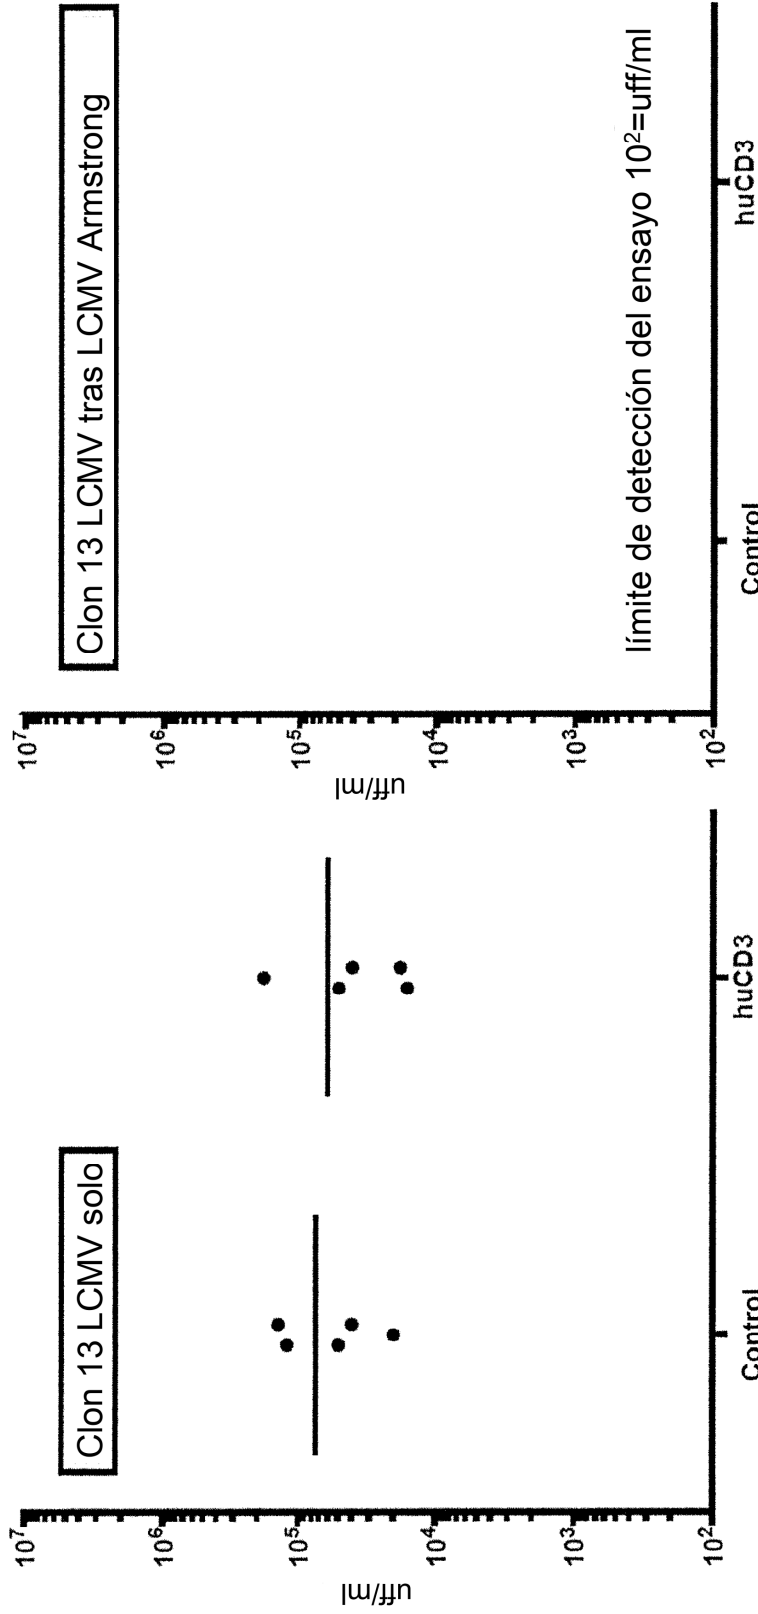 Clon 13 LCMV solo
uff/ml
10⁷
10⁶
10⁵
10⁴
10³
10²
Control
huCD3
Clon 13 LCMV tras LCMV Armstrong
uff/ml
10⁷
10⁶
10⁵
10⁴
10³
10²
límite de detección del ensayo 10²=uff/ml
Control
huCD3